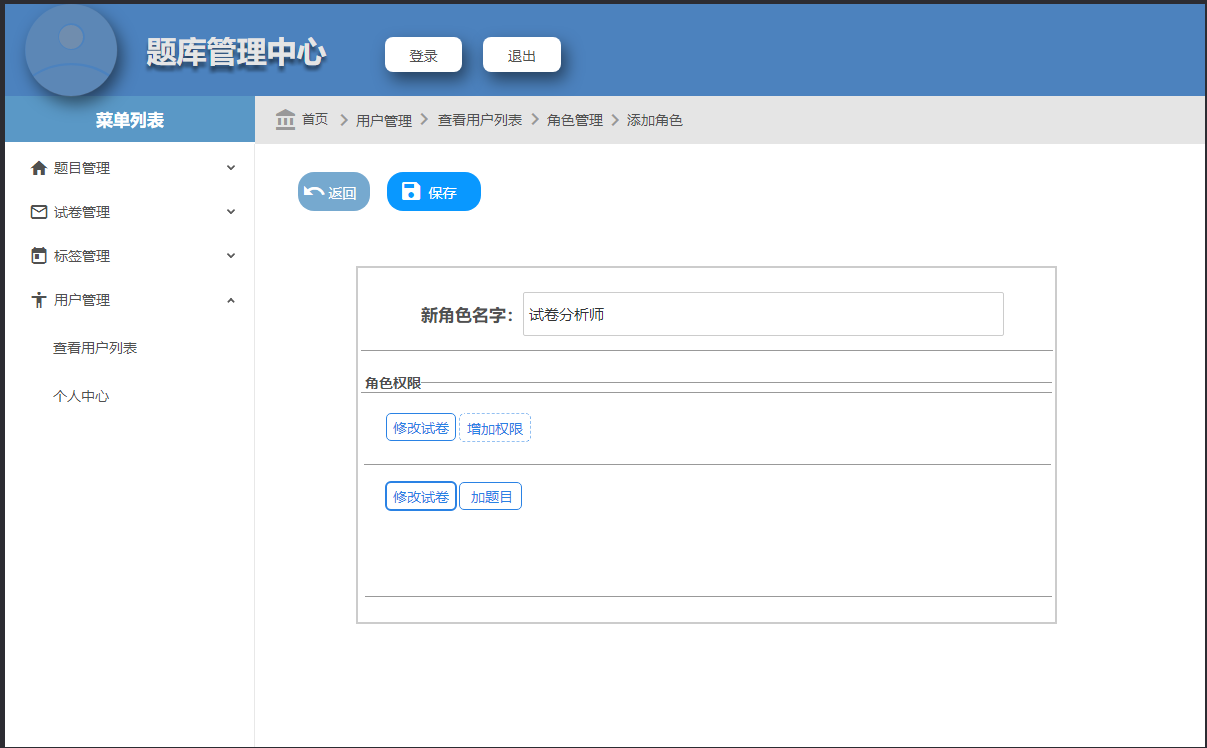 题库管理中心 登录 退出
菜单列表
首页 用户管理 查看用户列表 角色管理 添加角色
题目管理
试卷管理
标签管理
用户管理
查看用户列表
个人中心
返回 保存
新角色名字： 试卷分析师
角色权限
修改试卷 增加权限
修改试卷 加题目